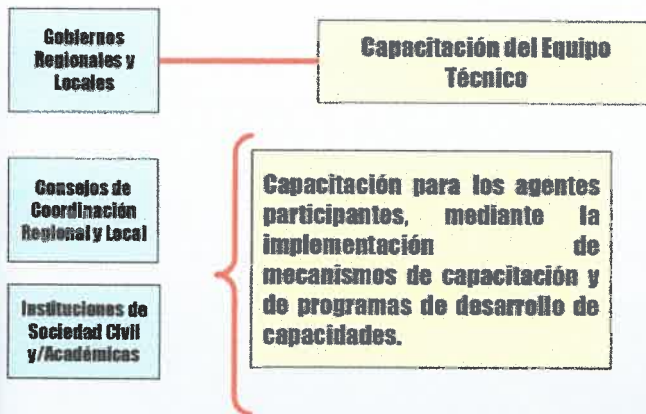 Gobiernos
Regionales y
Locales
Capacitación del Equipo
Técnico
Consejos de
Coordinación
Regional y Local
Instituciones de
Sociedad Civil
y/Académicas
Capacitación para los agentes
participantes, mediante la
implementación de
mecanismos de capacitación y
de programas de desarrollo de
capacidades.